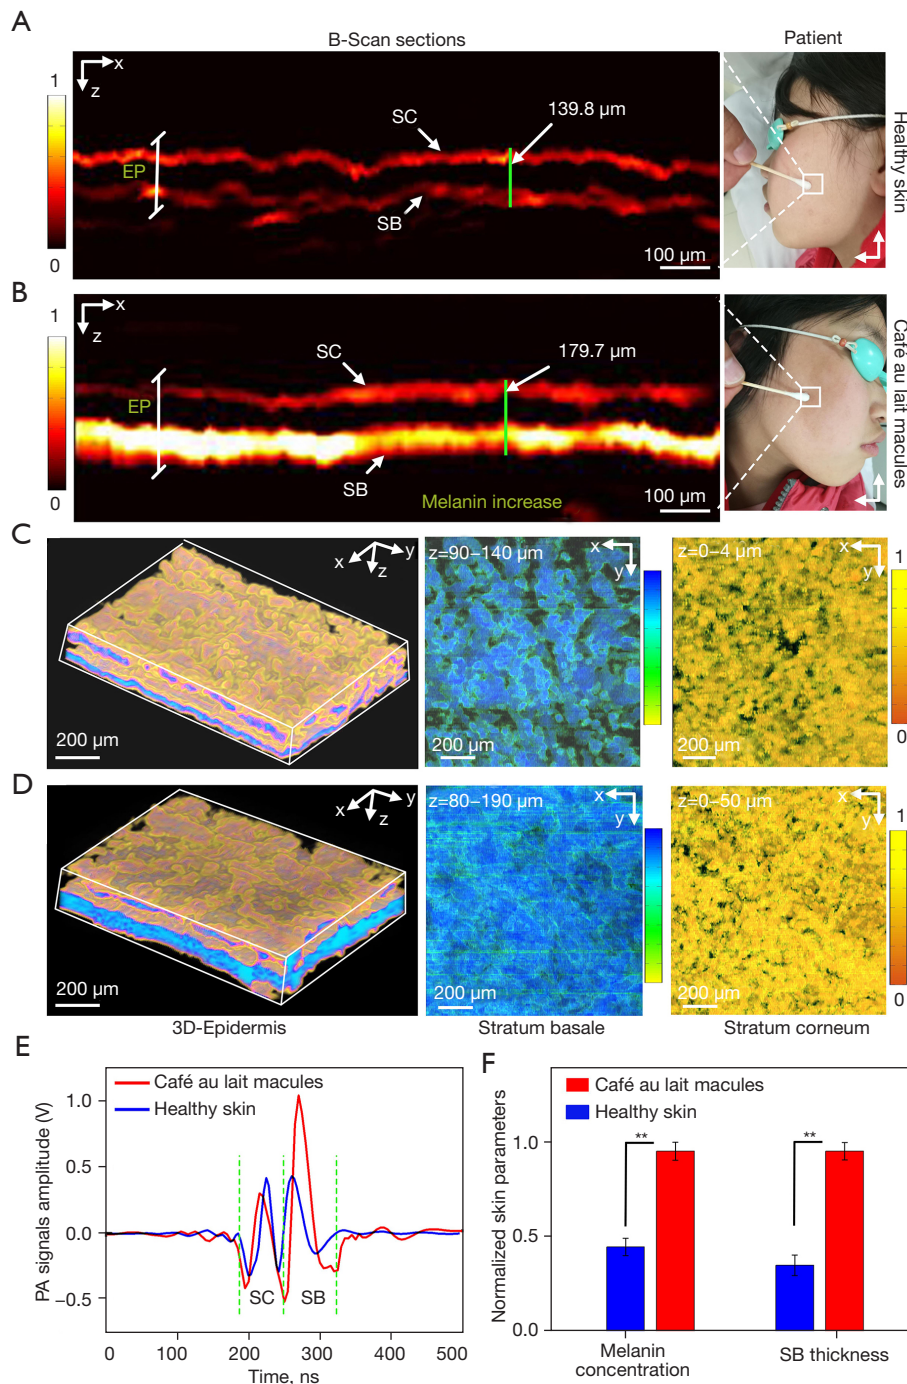 A
B-Scan sections
Patient
1
0
x
z
EP
SC
SB
139.8 µm
100 µm
Healthy skin
B
1
0
x
z
EP
SC
SB
179.7 µm
Melanin increase
100 µm
Café au lait macules
C
x
y
z
200 µm
z=90–140 µm
x
y
200 µm
z=0–4 µm
x
y
200 µm
1
0
D
x
y
z
200 µm
z=80–190 µm
x
y
200 µm
z=0–50 µm
x
y
200 µm
1
0
3D-Epidermis
Stratum basale
Stratum corneum
E
Café au lait macules
Healthy skin
PA signals amplitude (V)
1.0
0.5
0.0
−0.5
SC
SB
0
100
200
300
400
500
Time, ns
F
Café au lait macules
Healthy skin
Normalized skin parameters
1.0
0.5
0.0
**
**
Melanin
concentration
SB thickness